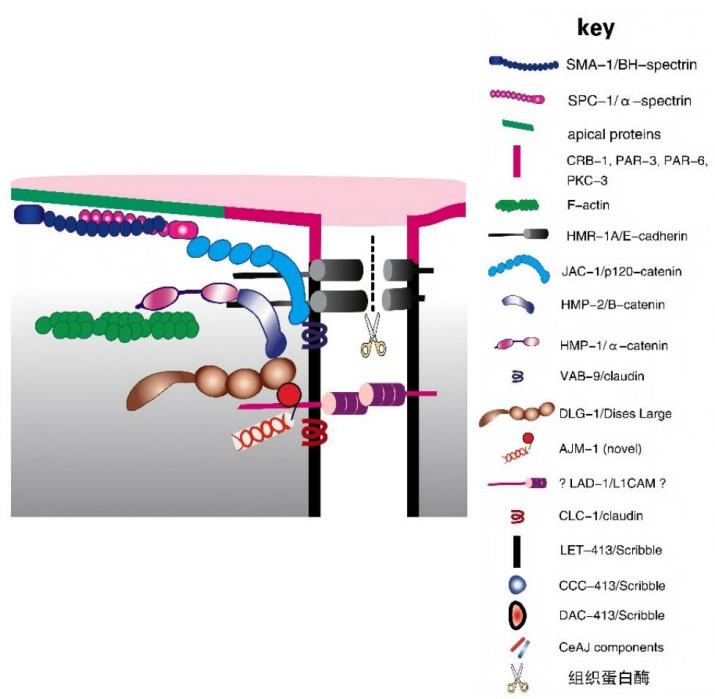 key
SMA-1/BH-spectrin
SPC-1/α-spectrin
apical proteins
CRB-1, PAR-3, PAR-6,
PKC-3
F-actin
HMR-1A/E-cadherin
JAC-1/p120-catenin
HMP-2/B-catenin
HMP-1/α-catenin
VAB-9/claudin
DLG-1/Dises Large
AJM-1 (novel)
? LAD-1/L1CAM ?
CLC-1/claudin
LET-413/Scribble
CCC-413/Scribble
DAC-413/Scribble
CeAJ components
组织蛋白酶